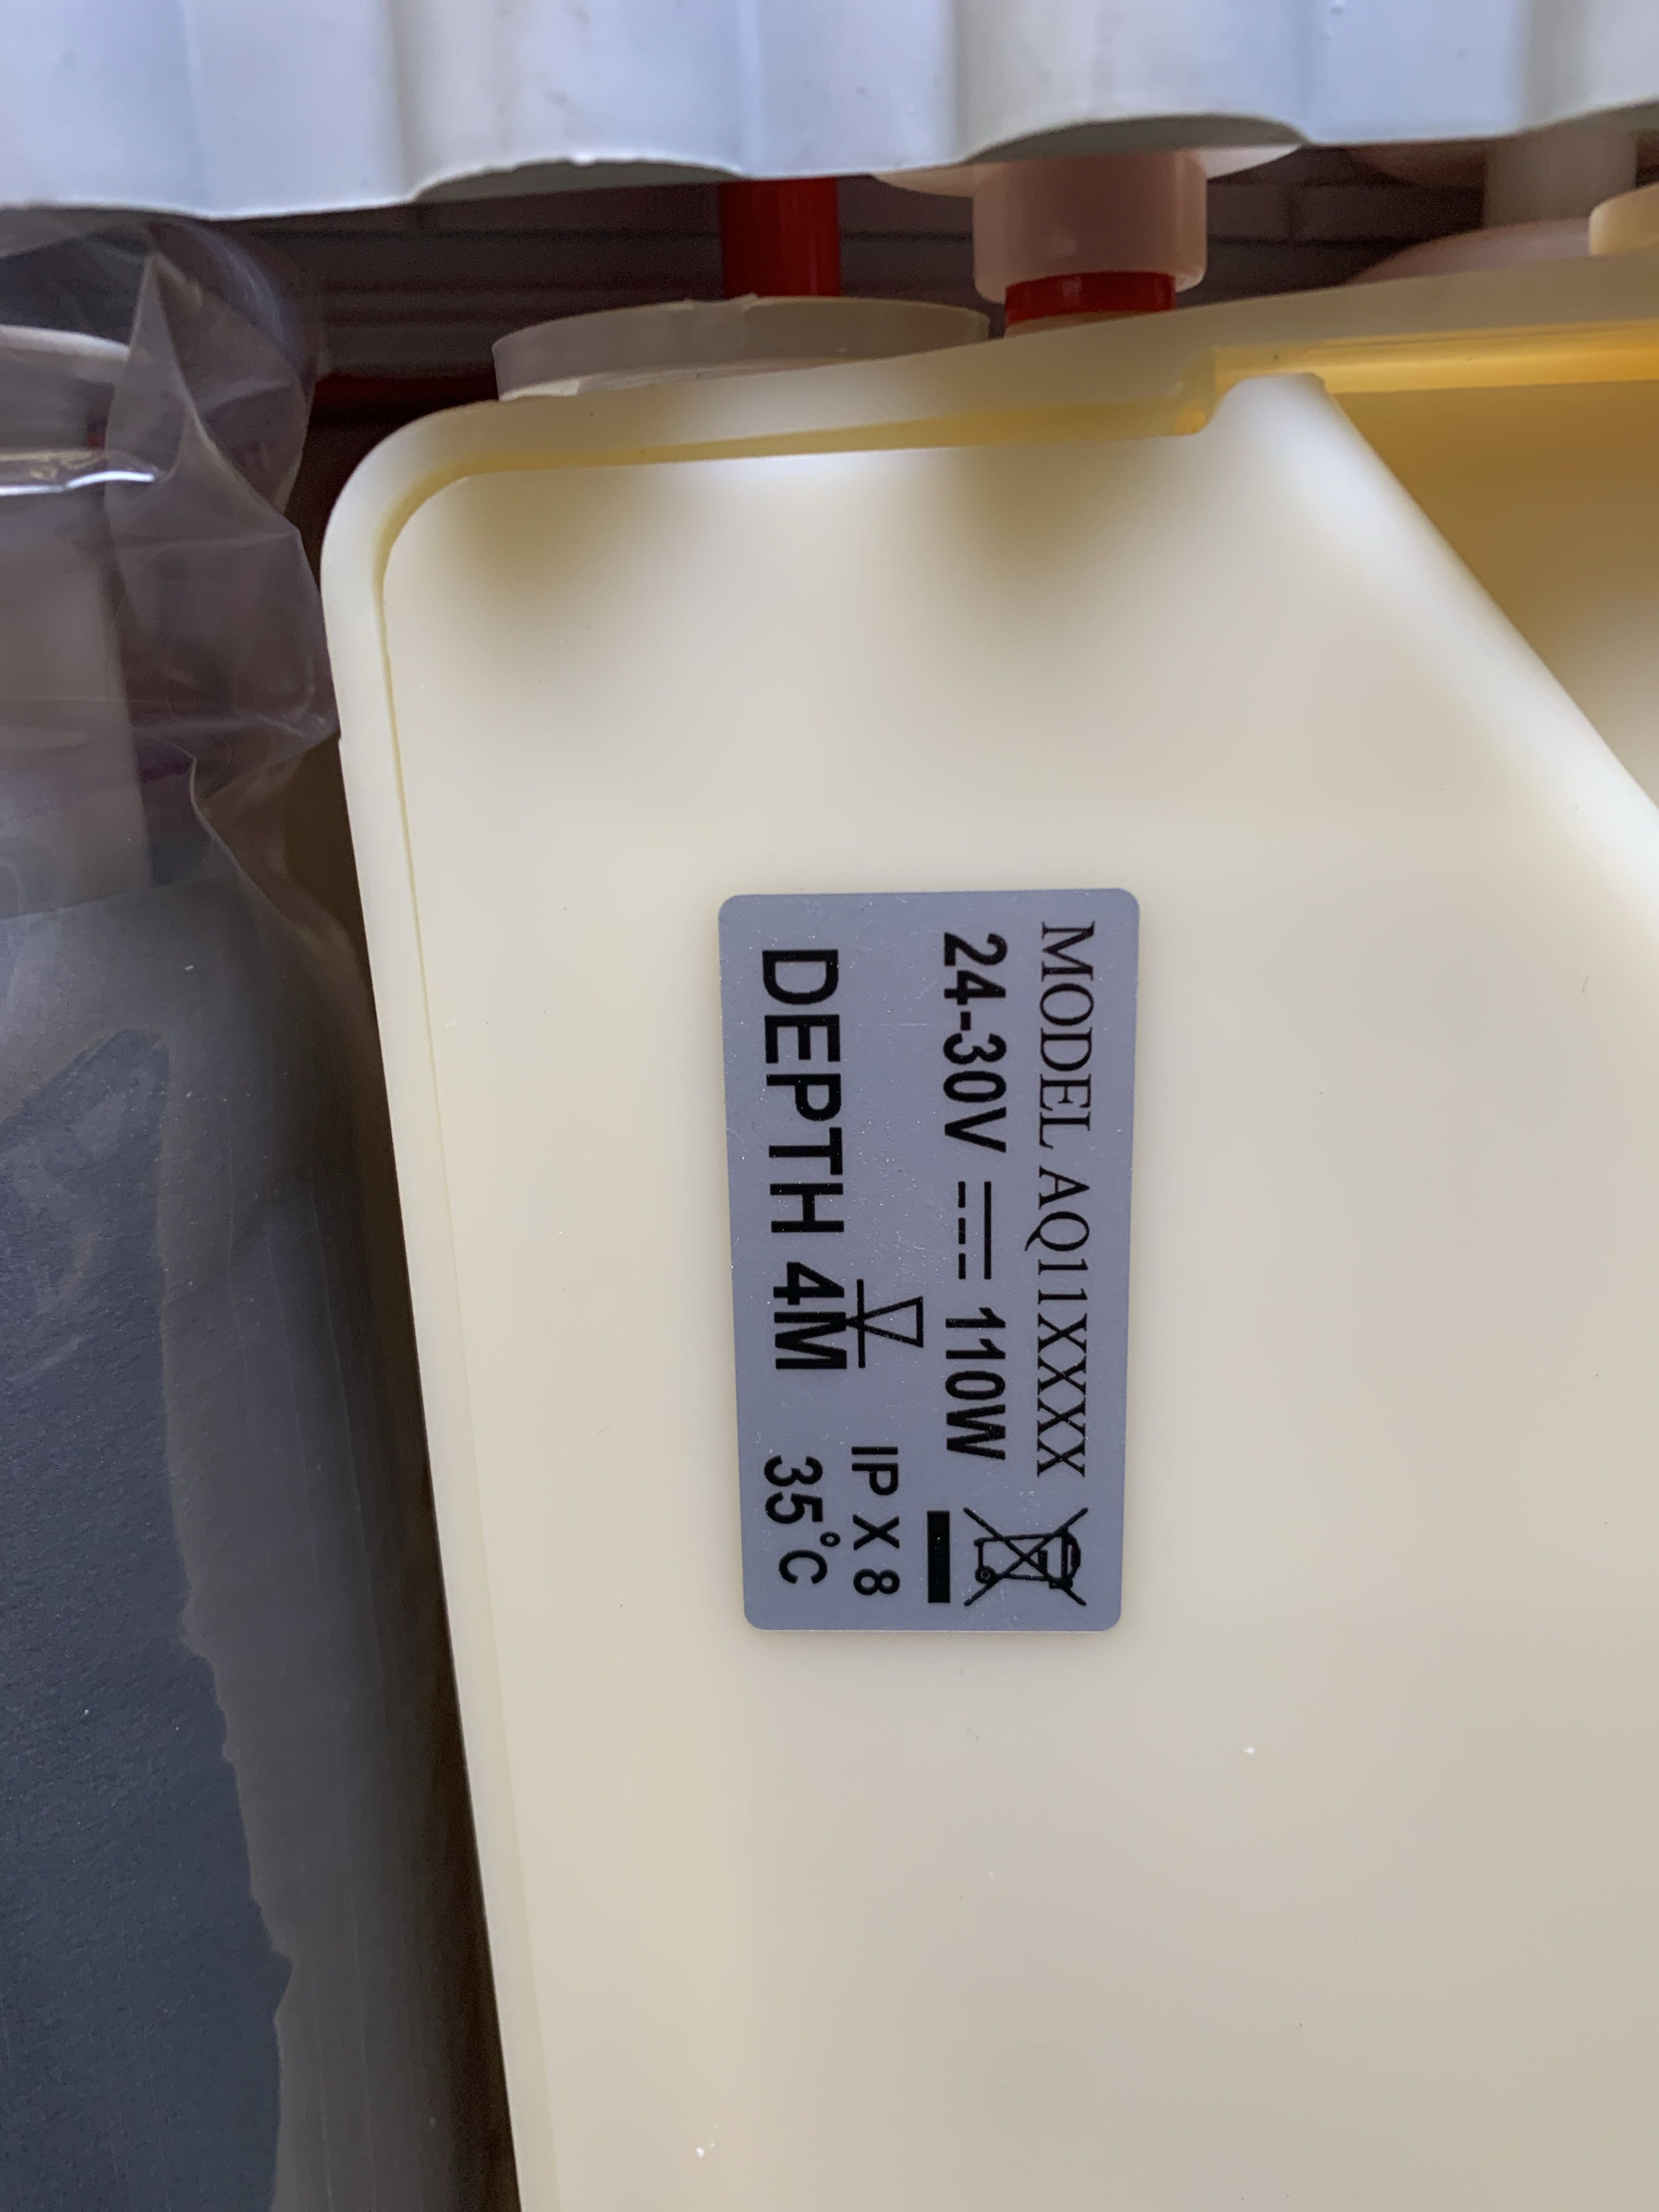 MODEL AQ11XXXX
24-30V ⎓ 110W
IP X 8
DEPTH 4M 35°C